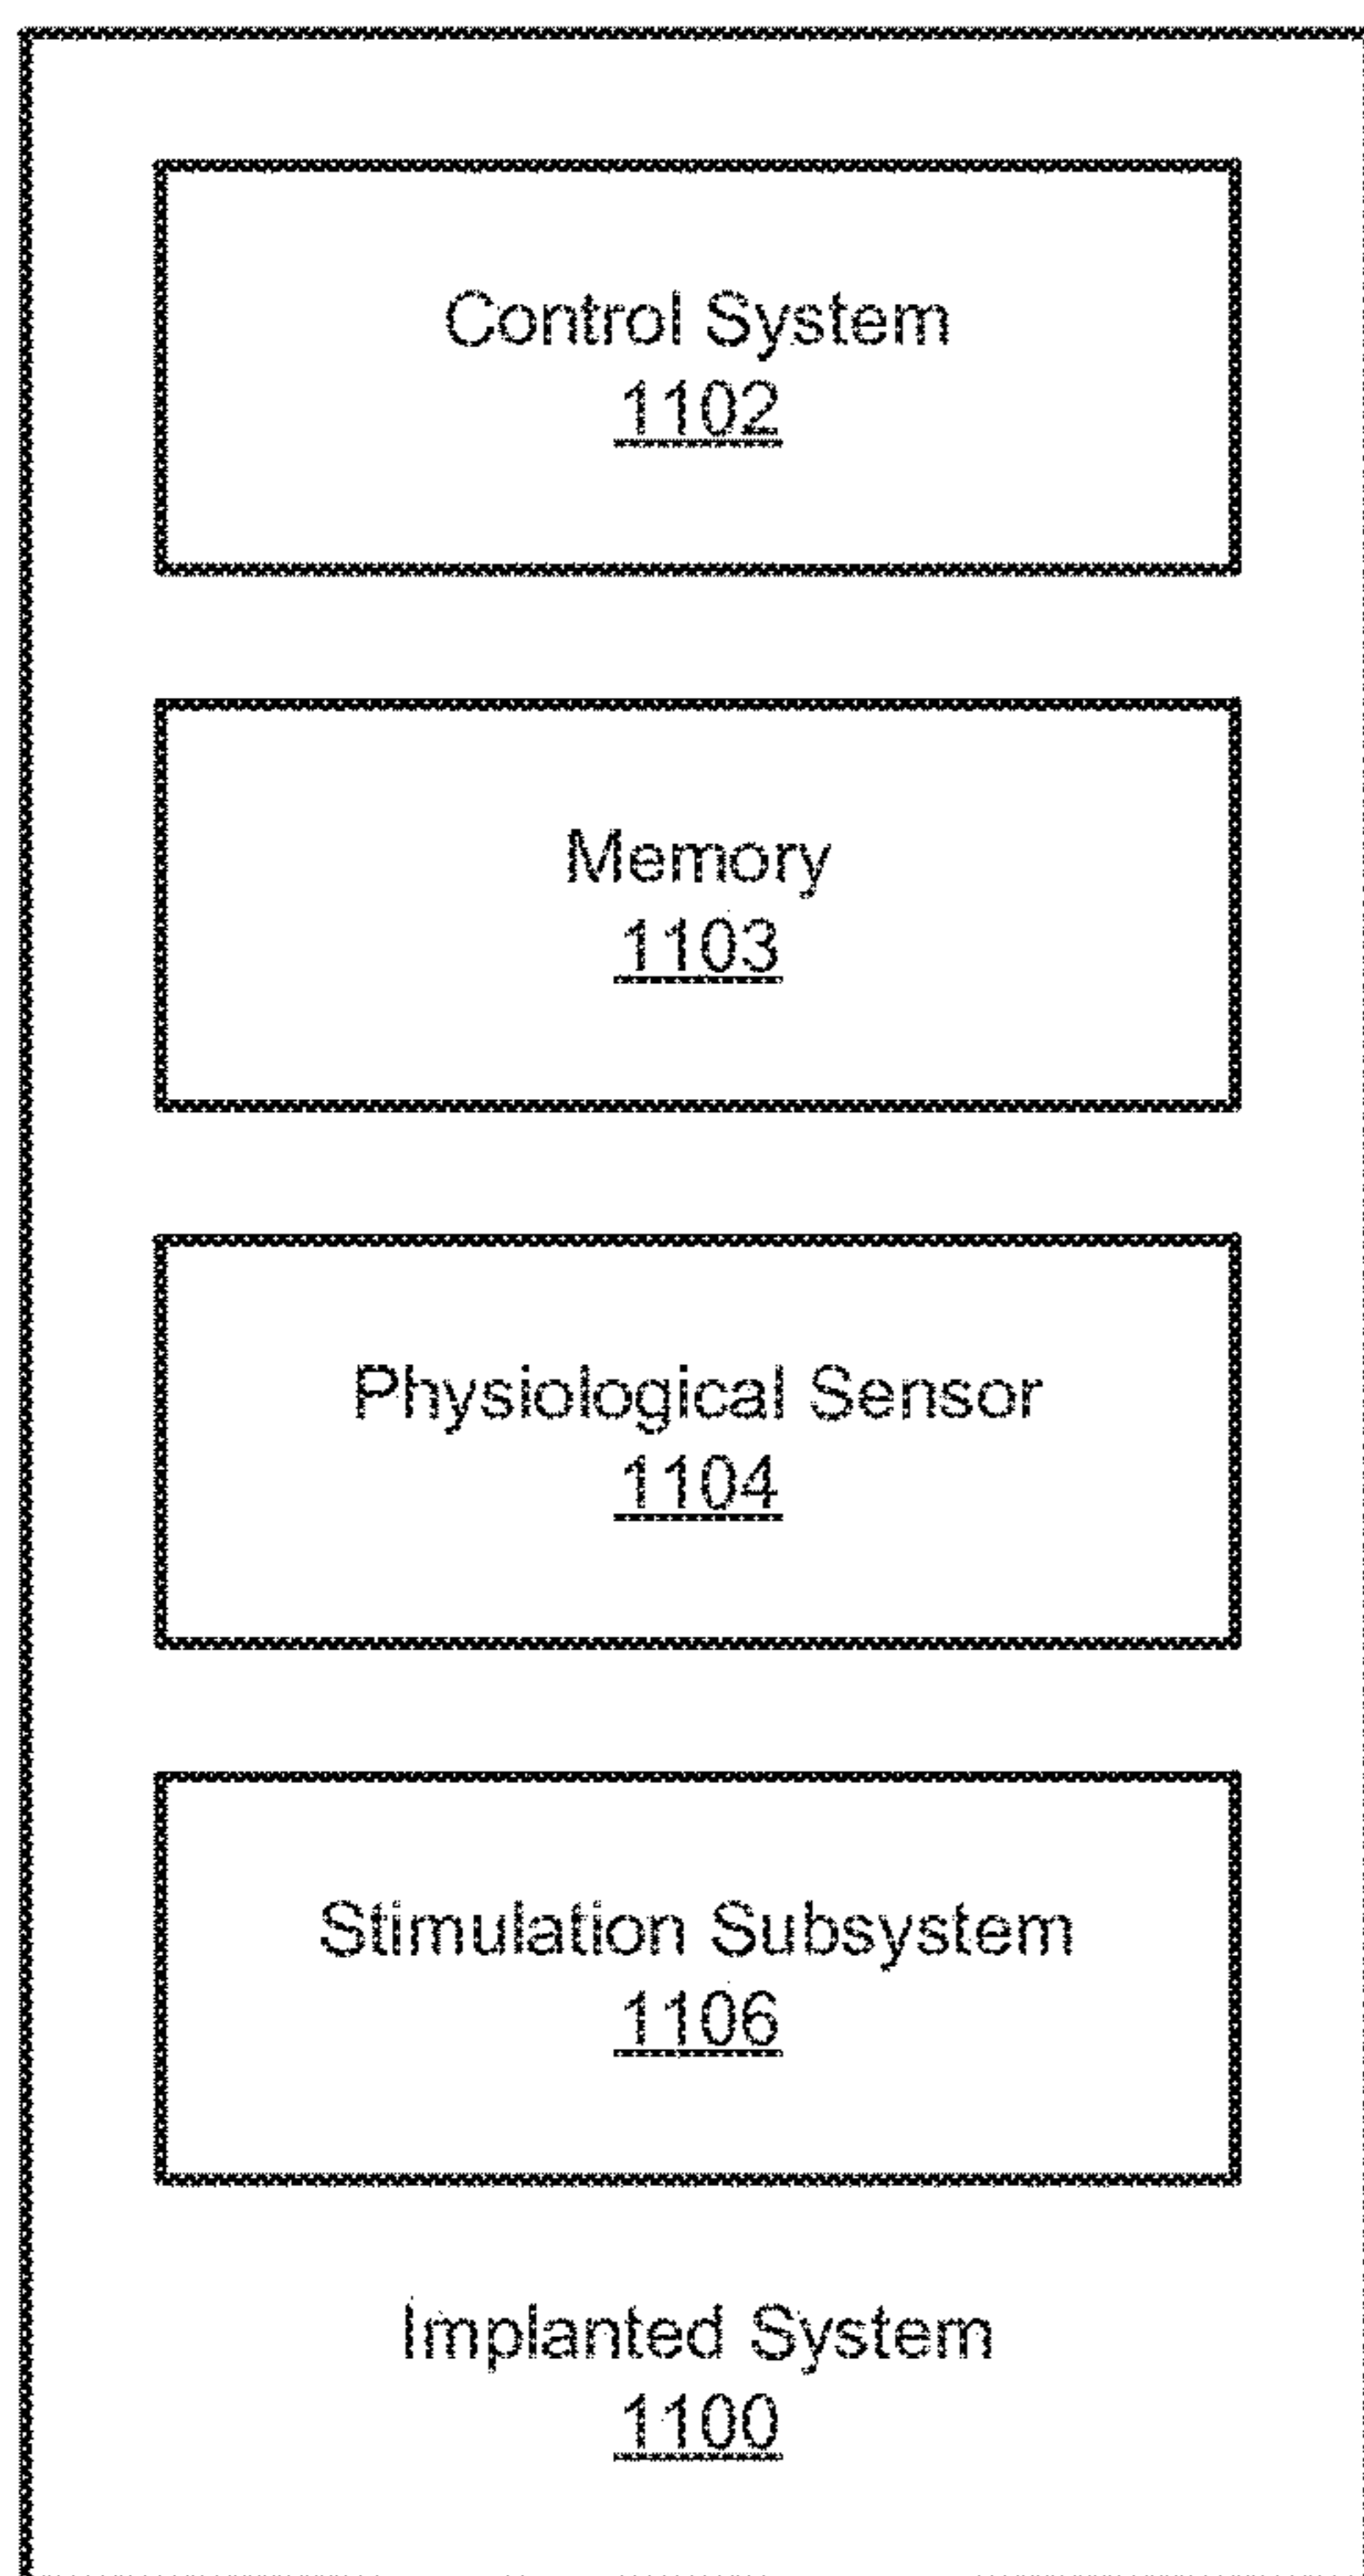 Control System
1102
Memory
1103
Physiological Sensor
1104
Stimulation Subsystem
1106
Implanted System
1100